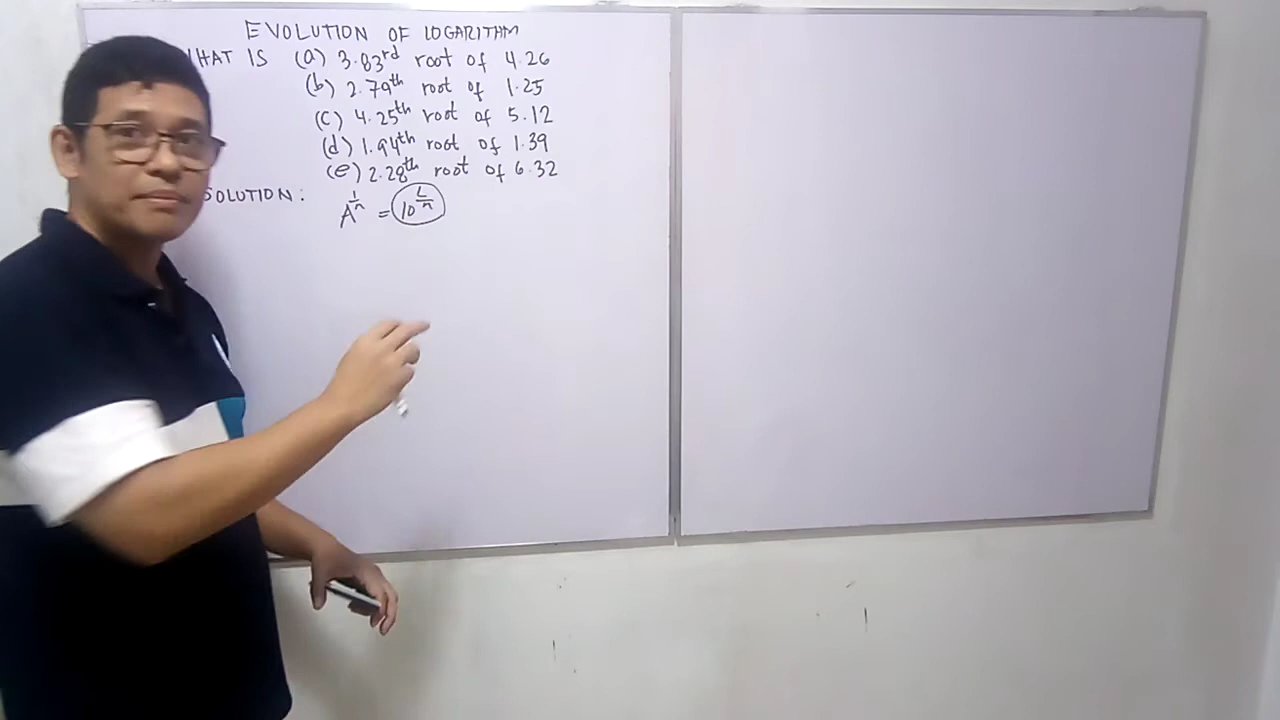 EVOLUTION OF LOGARITHM
HAT IS (a) 3.83rd root of 4.26
(b) 2.79th root of 1.25
(c) 4.25th root of 5.12
(d) 1.94th root of 1.39
(e) 2.28th root of 6.32
SOLUTION:
A^{1/n} = 10^{L/n}